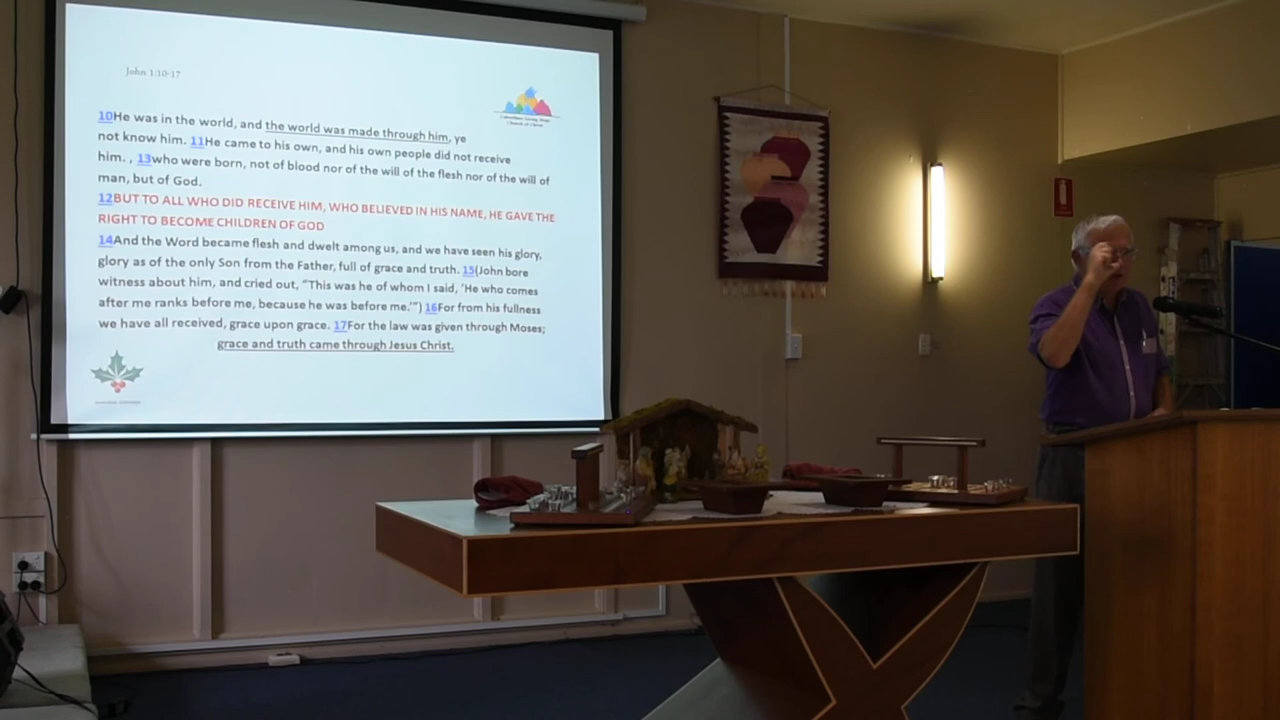 John 1:10-17
10He was in the world, and the world was made through him, ye
not know him. 11He came to his own, and his own people did not receive
him. , 13who were born, not of blood nor of the will of the flesh nor of the will of
man, but of God.
12BUT TO ALL WHO DID RECEIVE HIM, WHO BELIEVED IN HIS NAME, HE GAVE THE
RIGHT TO BECOME CHILDREN OF GOD
14And the Word became flesh and dwelt among us, and we have seen his glory,
glory as of the only Son from the Father, full of grace and truth. 15(John bore
witness about him, and cried out, “This was he of whom I said, ‘He who comes
after me ranks before me, because he was before me.’”) 16For from his fullness
we have all received, grace upon grace. 17For the law was given through Moses;
grace and truth came through Jesus Christ.
Church of Christ